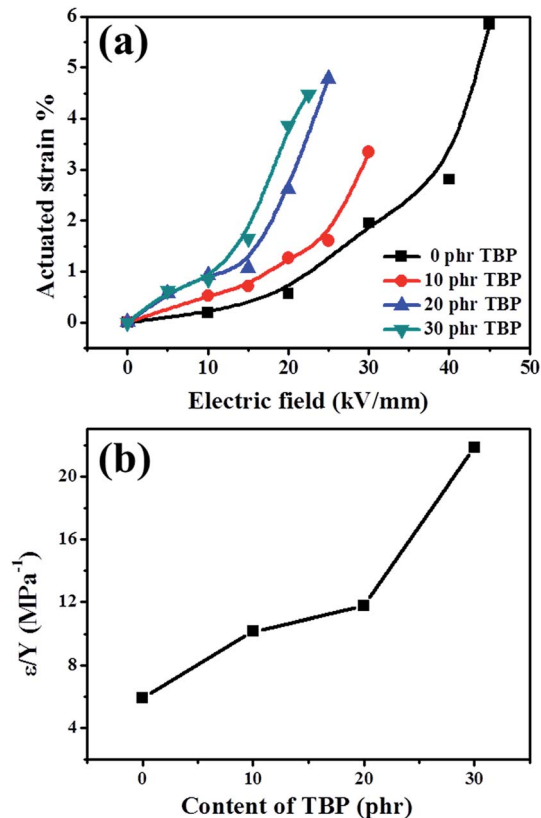 (a)
Actuated strain %
6
5
4
3
2
1
0
0 phr TBP
10 phr TBP
20 phr TBP
30 phr TBP
0 10 20 30 40 50
Electric field (kV/mm)
(b)
ε/Y (MPa⁻¹)
20
16
12
8
4
0 10 20 30
Content of TBP (phr)